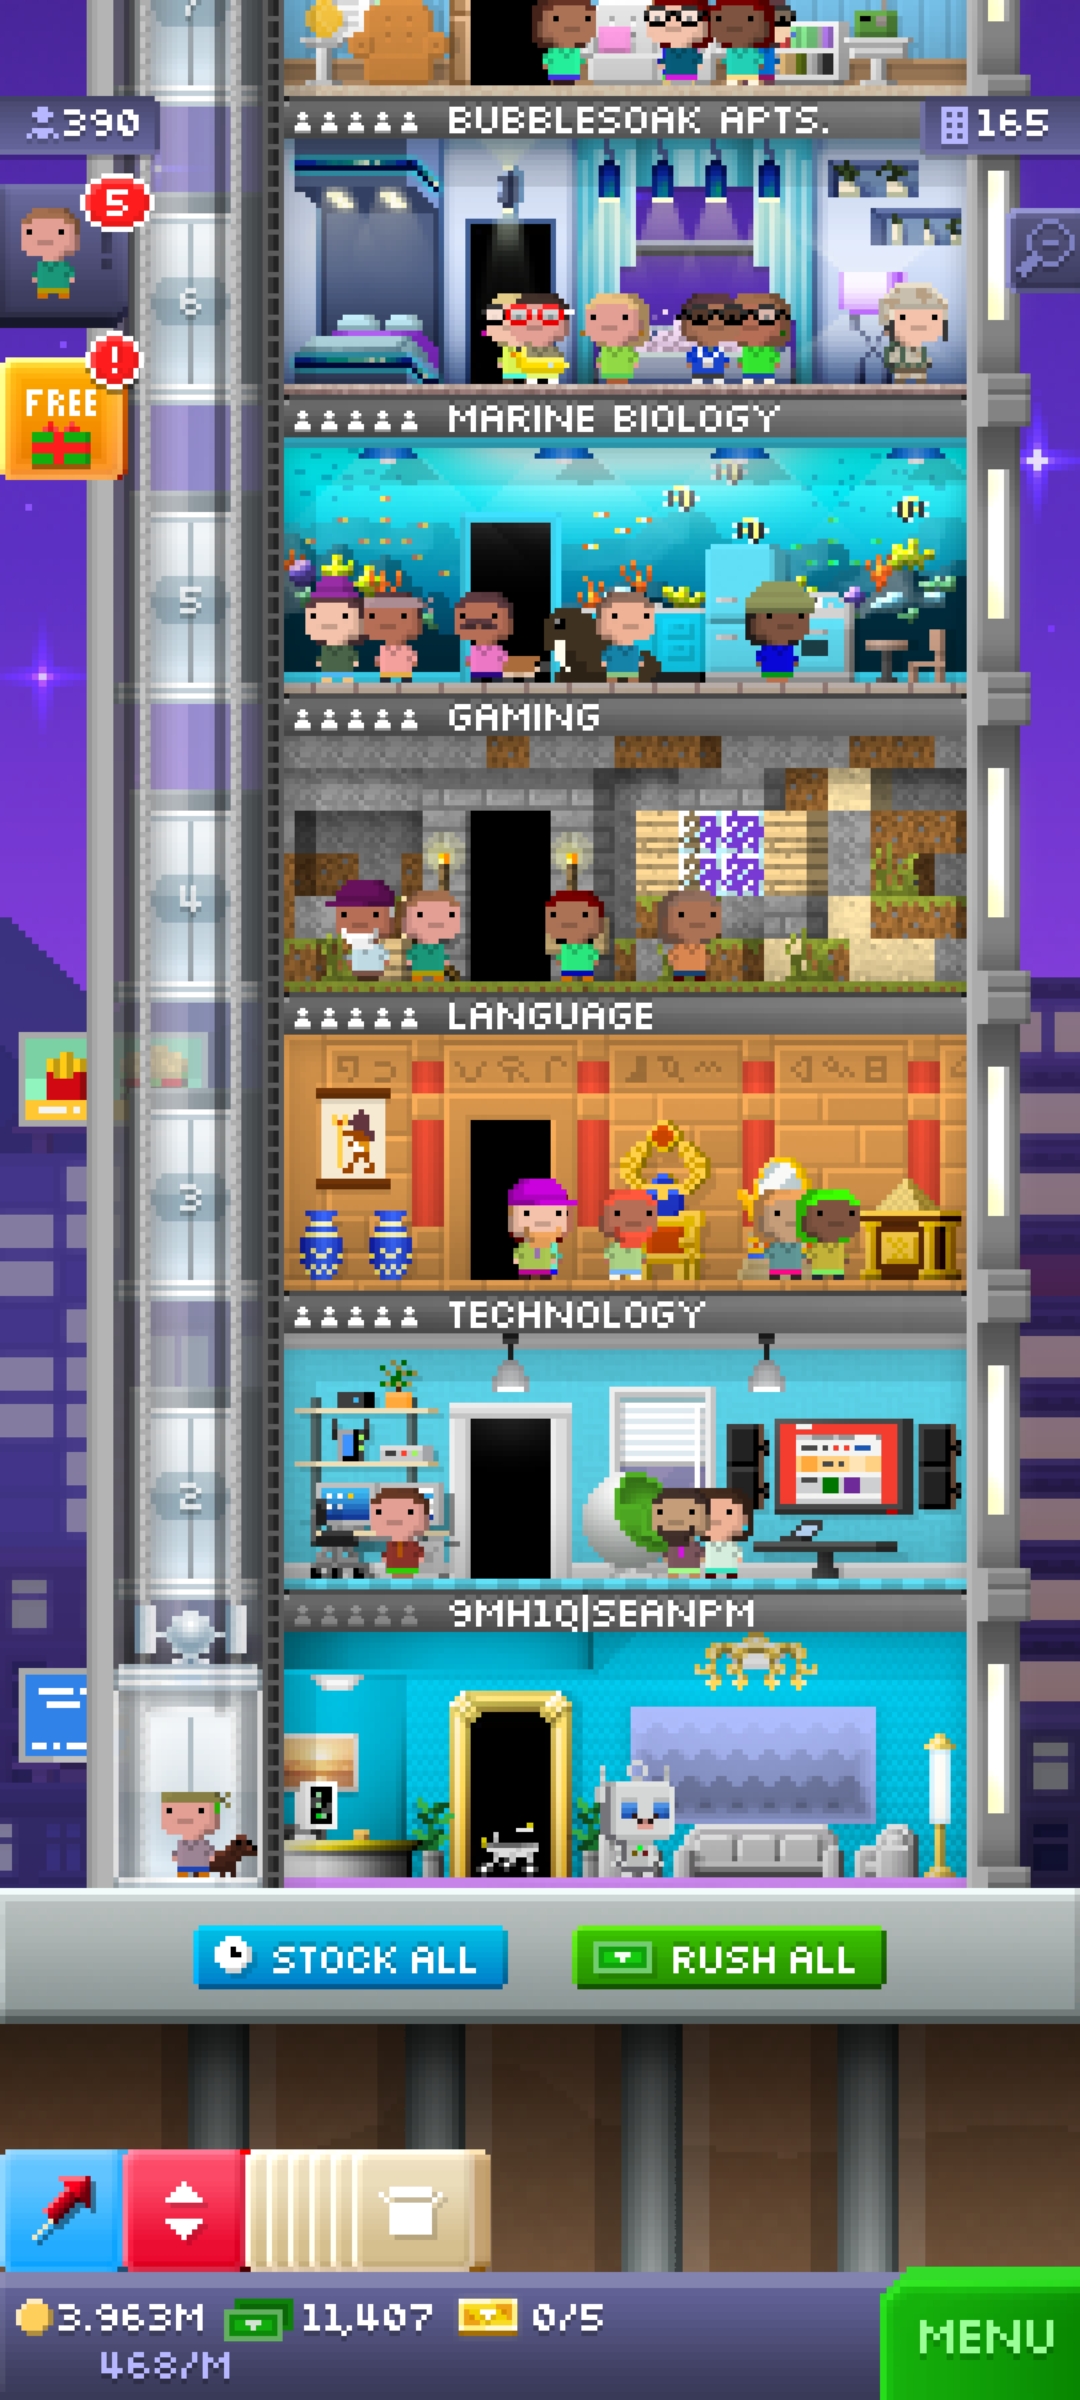 7
390
BUBBLESOAK APTS.
165
5
6
!
FREE
MARINE BIOLOGY
5
GAMING
4
LANGUAGE
3
TECHNOLOGY
2
9MH1Q|SEANPM
STOCK ALL
RUSH ALL
3.963M
11,407
0/5
468/M
MENU